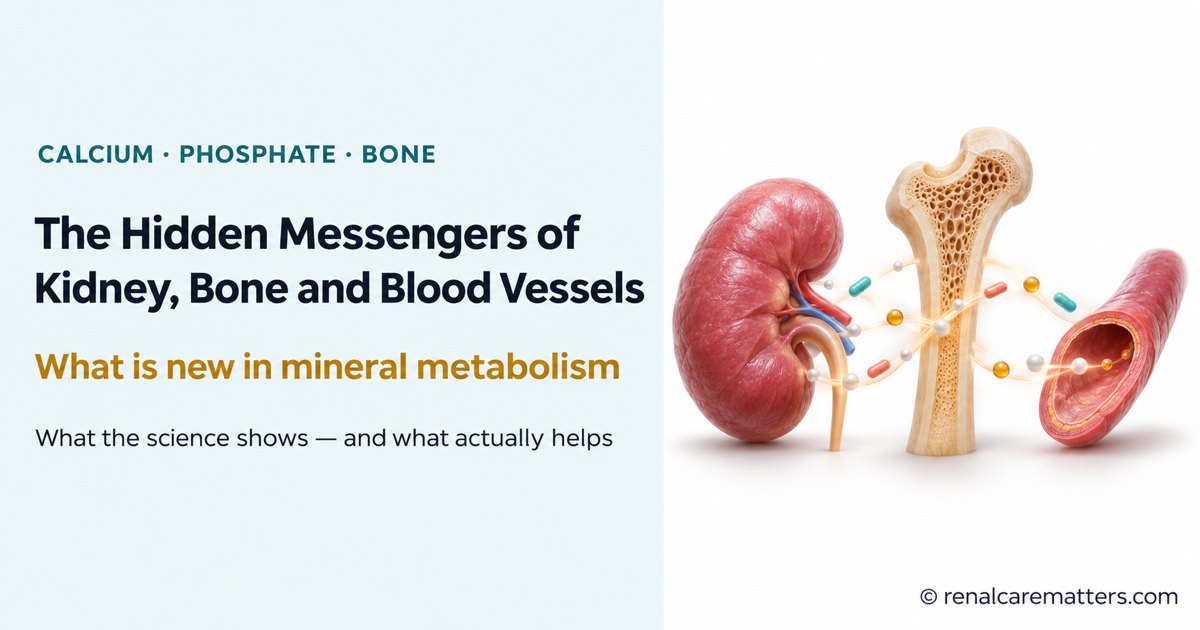 CALCIUM · PHOSPHATE · BONE
The Hidden Messengers of
Kidney, Bone and Blood Vessels
What is new in mineral metabolism
What the science shows — and what actually helps
© renalcarematters.com